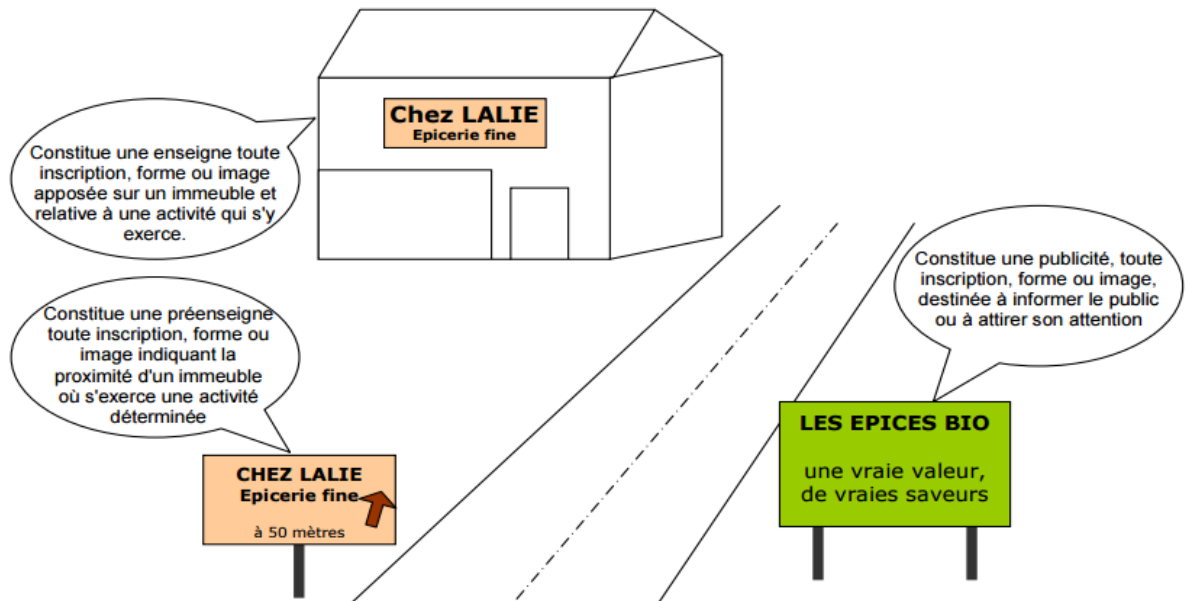 Chez LALIE
Epicerie fine
Constitue une enseigne toute
inscription, forme ou image
apposée sur un immeuble et
relative à une activité qui s'y
exerce.
Constitue une publicité, toute
inscription, forme ou image,
destinée à informer le public
ou à attirer son attention
Constitue une préenseigne
toute inscription, forme ou
image indiquant la
proximité d'un immeuble
où s'exerce une activité
déterminée
LES EPICES BIO
une vraie valeur,
de vraies saveurs
CHEZ LALIE
Epicerie fine
à 50 mètres